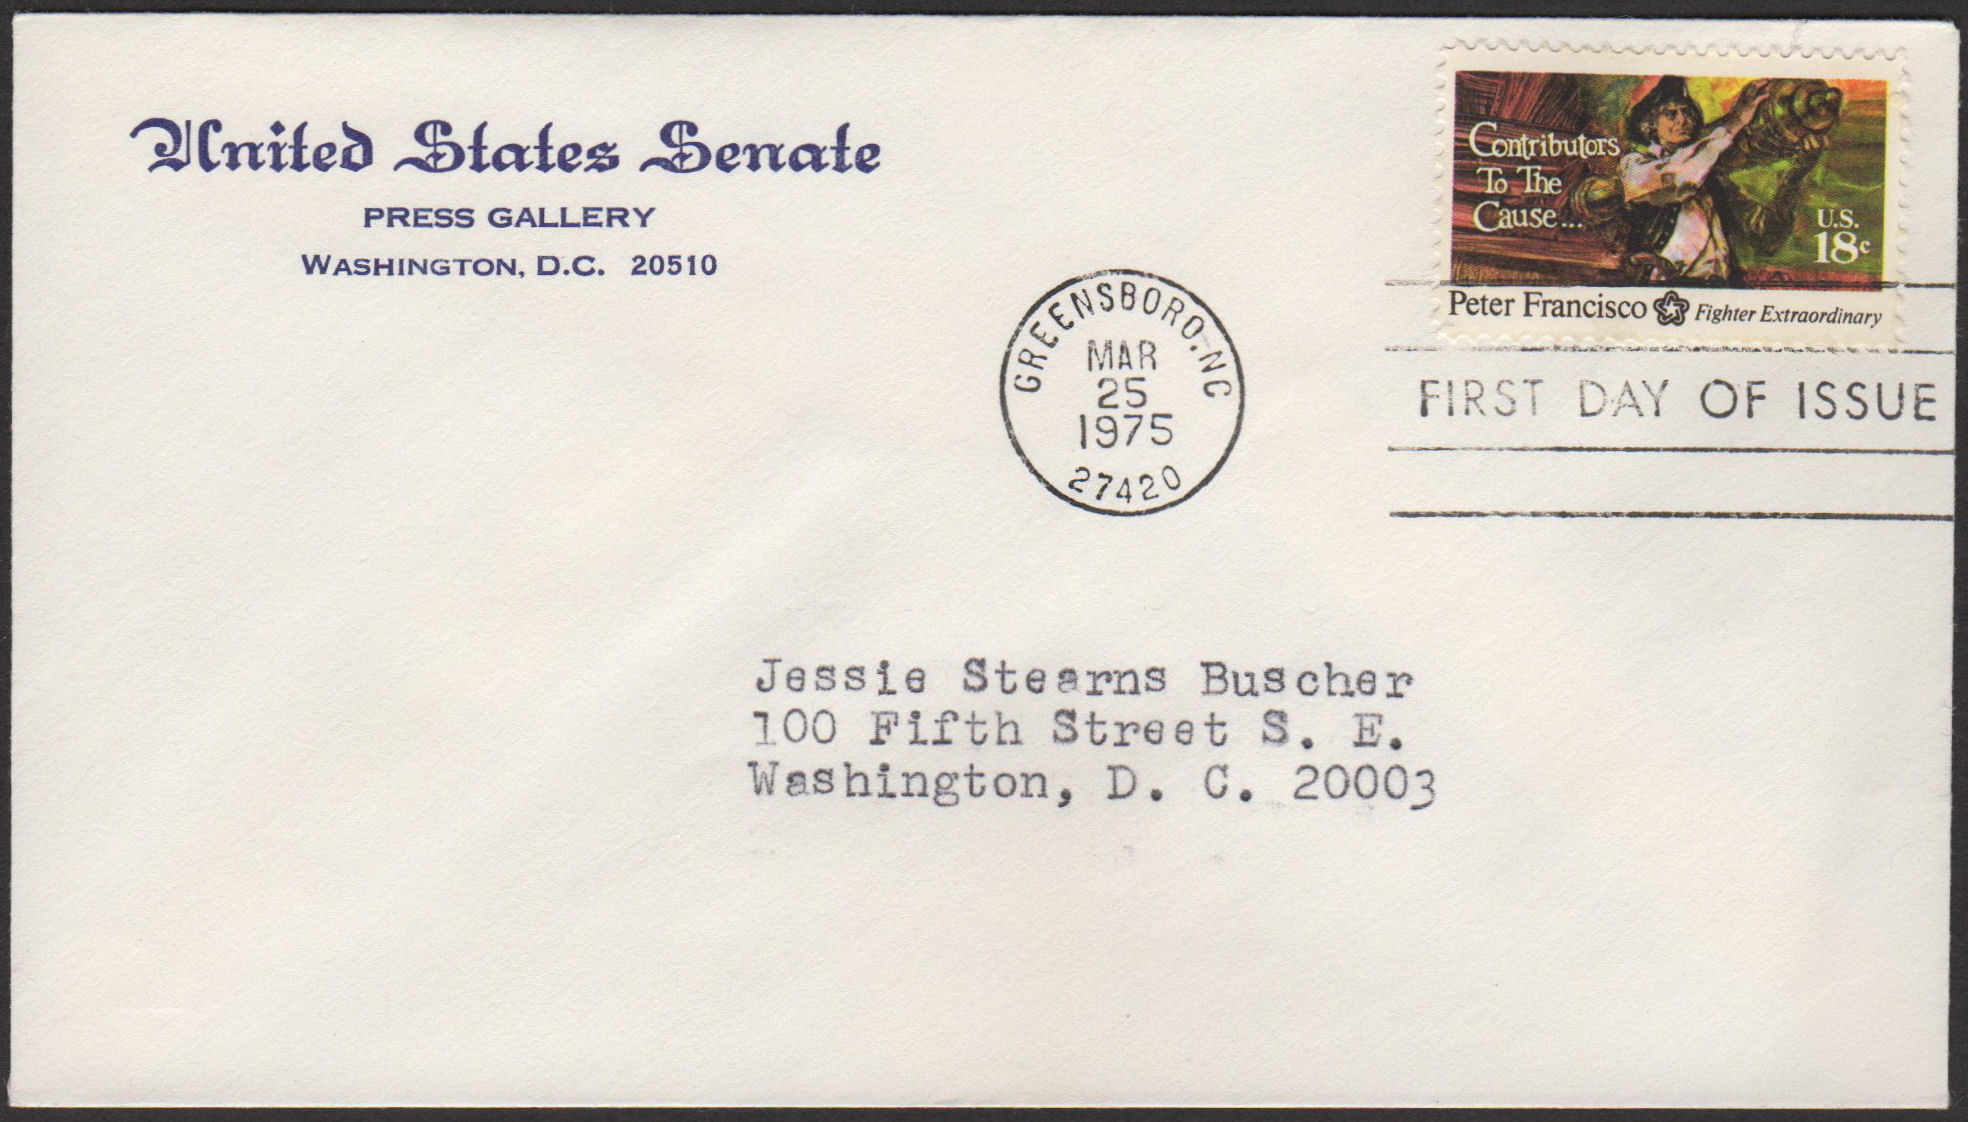 United States Senate
PRESS GALLERY
WASHINGTON, D.C. 20510
Contributors
To The
Cause...
U.S.
18c
Peter Francisco Fighter Extraordinary
GREENSBORO, NC
MAR
25
1975
27420
FIRST DAY OF ISSUE
Jessie Stearns Buscher
100 Fifth Street S. E.
Washington, D. C. 20003